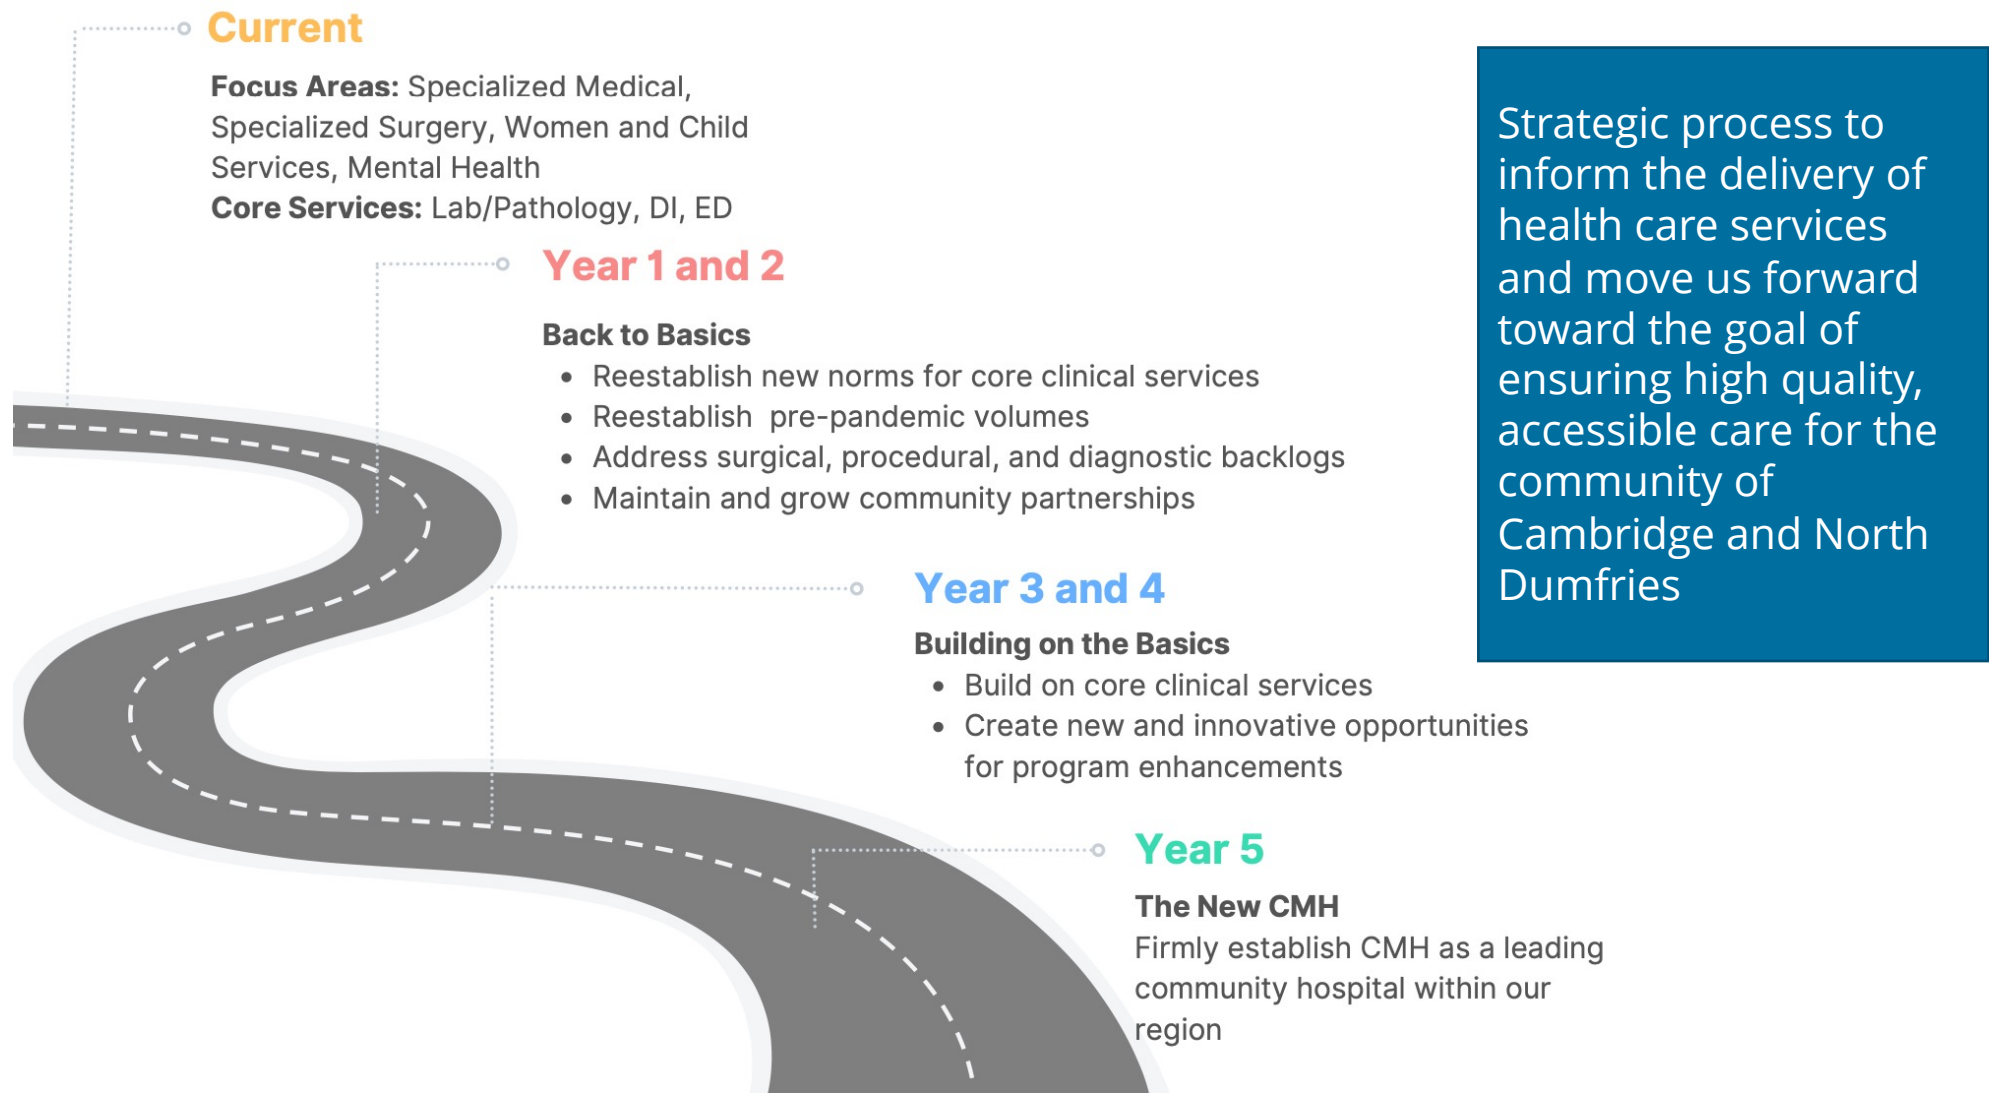 Current
Focus Areas: Specialized Medical,
Specialized Surgery, Women and Child
Services, Mental Health
Core Services: Lab/Pathology, DI, ED
Year 1 and 2
Back to Basics
• Reestablish new norms for core clinical services
• Reestablish  pre-pandemic volumes
• Address surgical, procedural, and diagnostic backlogs
• Maintain and grow community partnerships
Year 3 and 4
Building on the Basics
• Build on core clinical services
• Create new and innovative opportunities
for program enhancements
Year 5
The New CMH
Firmly establish CMH as a leading
community hospital within our
region
Strategic process to
inform the delivery of
health care services
and move us forward
toward the goal of
ensuring high quality,
accessible care for the
community of
Cambridge and North
Dumfries